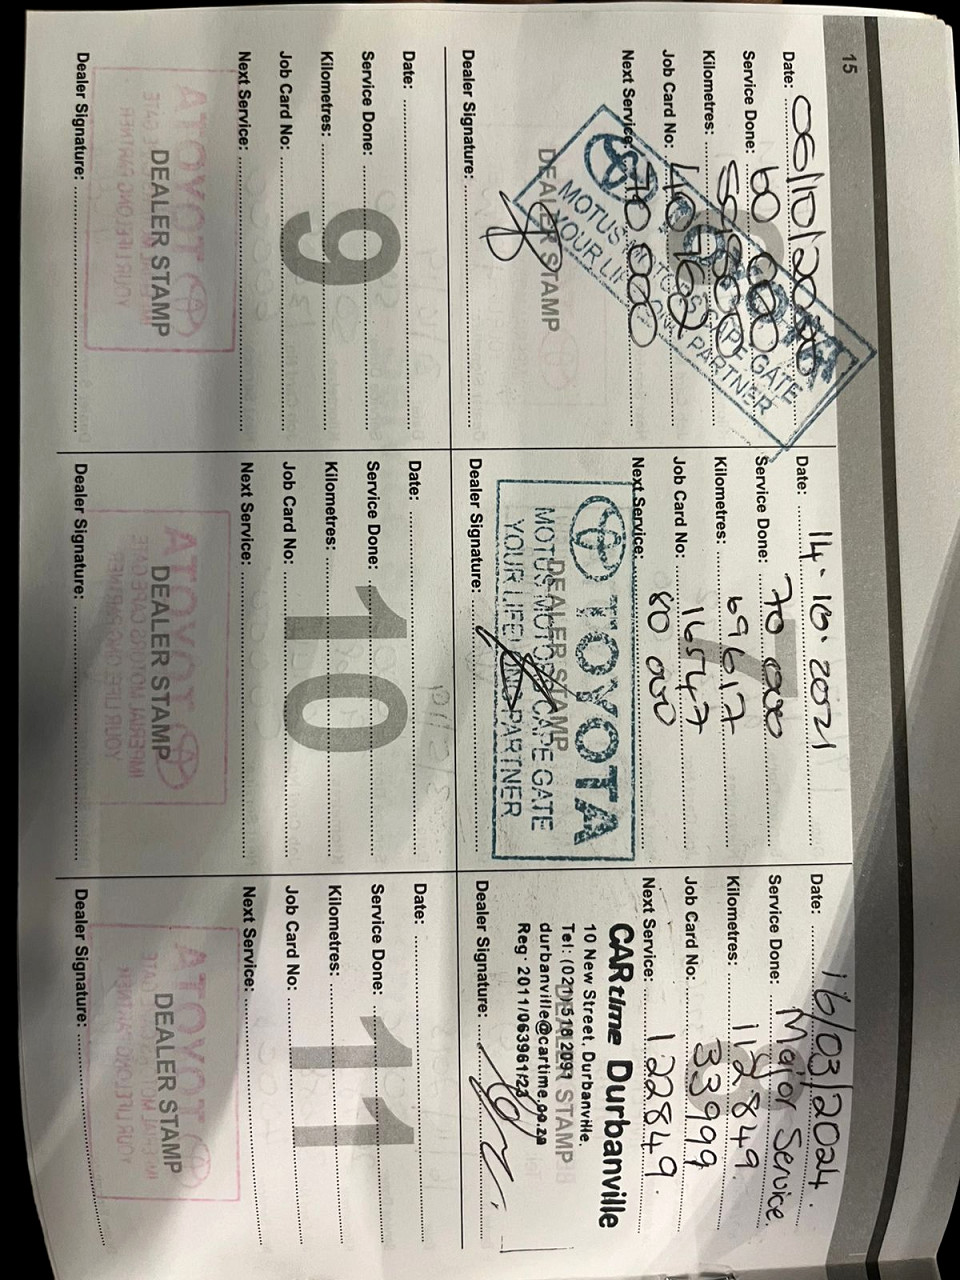 15
Date: 06/10/2020
Service Done: 60 000
Kilometres:
Job Card No:
Next Service: 70 000
TOYOTA
MOTUS MOTORS CAPE GATE
YOUR LIFELONG PARTNER
DEALER STAMP
Dealer Signature:
Date: 14.10.2021
Service Done: 70 000
Kilometres: 69617
Job Card No: 16547
Next Service: 80 000
TOYOTA
DEALER STAMP
MOTUS MOTORS CAPE GATE
YOUR LIFELONG PARTNER
Dealer Signature:
Date: 16/03/2024.
Service Done: Major Service.
Kilometres: 112849.
Job Card No: 33999
Next Service: 122849.
CARtime Durbanville
10 New Street, Durbanville.
Tel: (021) 518 2091
DEALER STAMP
durbanville@cartime.co.za
Reg: 2011/063961/23
Dealer Signature:
Date:
Service Done:
Kilometres:
Job Card No:
Next Service:
9
DEALER STAMP
Dealer Signature:
Date:
Service Done:
Kilometres:
Job Card No:
Next Service:
10
DEALER STAMP
Dealer Signature:
Date:
Service Done:
Kilometres:
Job Card No:
Next Service:
11
DEALER STAMP
Dealer Signature: